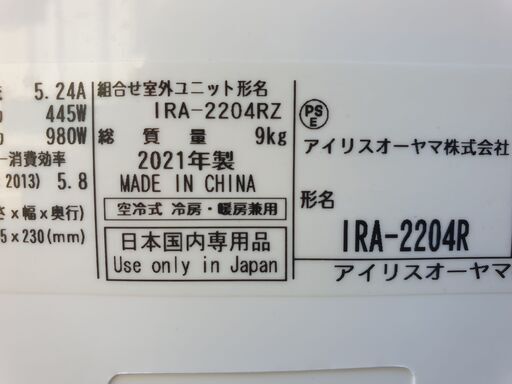 5.24A
445W
980W
消費効率
2013) 5.8
さx幅x奥行)
5x230(mm)
組合せ室外ユニット形名
IRA-2204RZ
総 質 量 9kg
2021年製
MADE IN CHINA
空冷式 冷房・暖房兼用
日本国内専用品
Use only in Japan
PS
E
アイリスオーヤマ株式会社
形名
IRA-2204R
アイリスオーヤマ